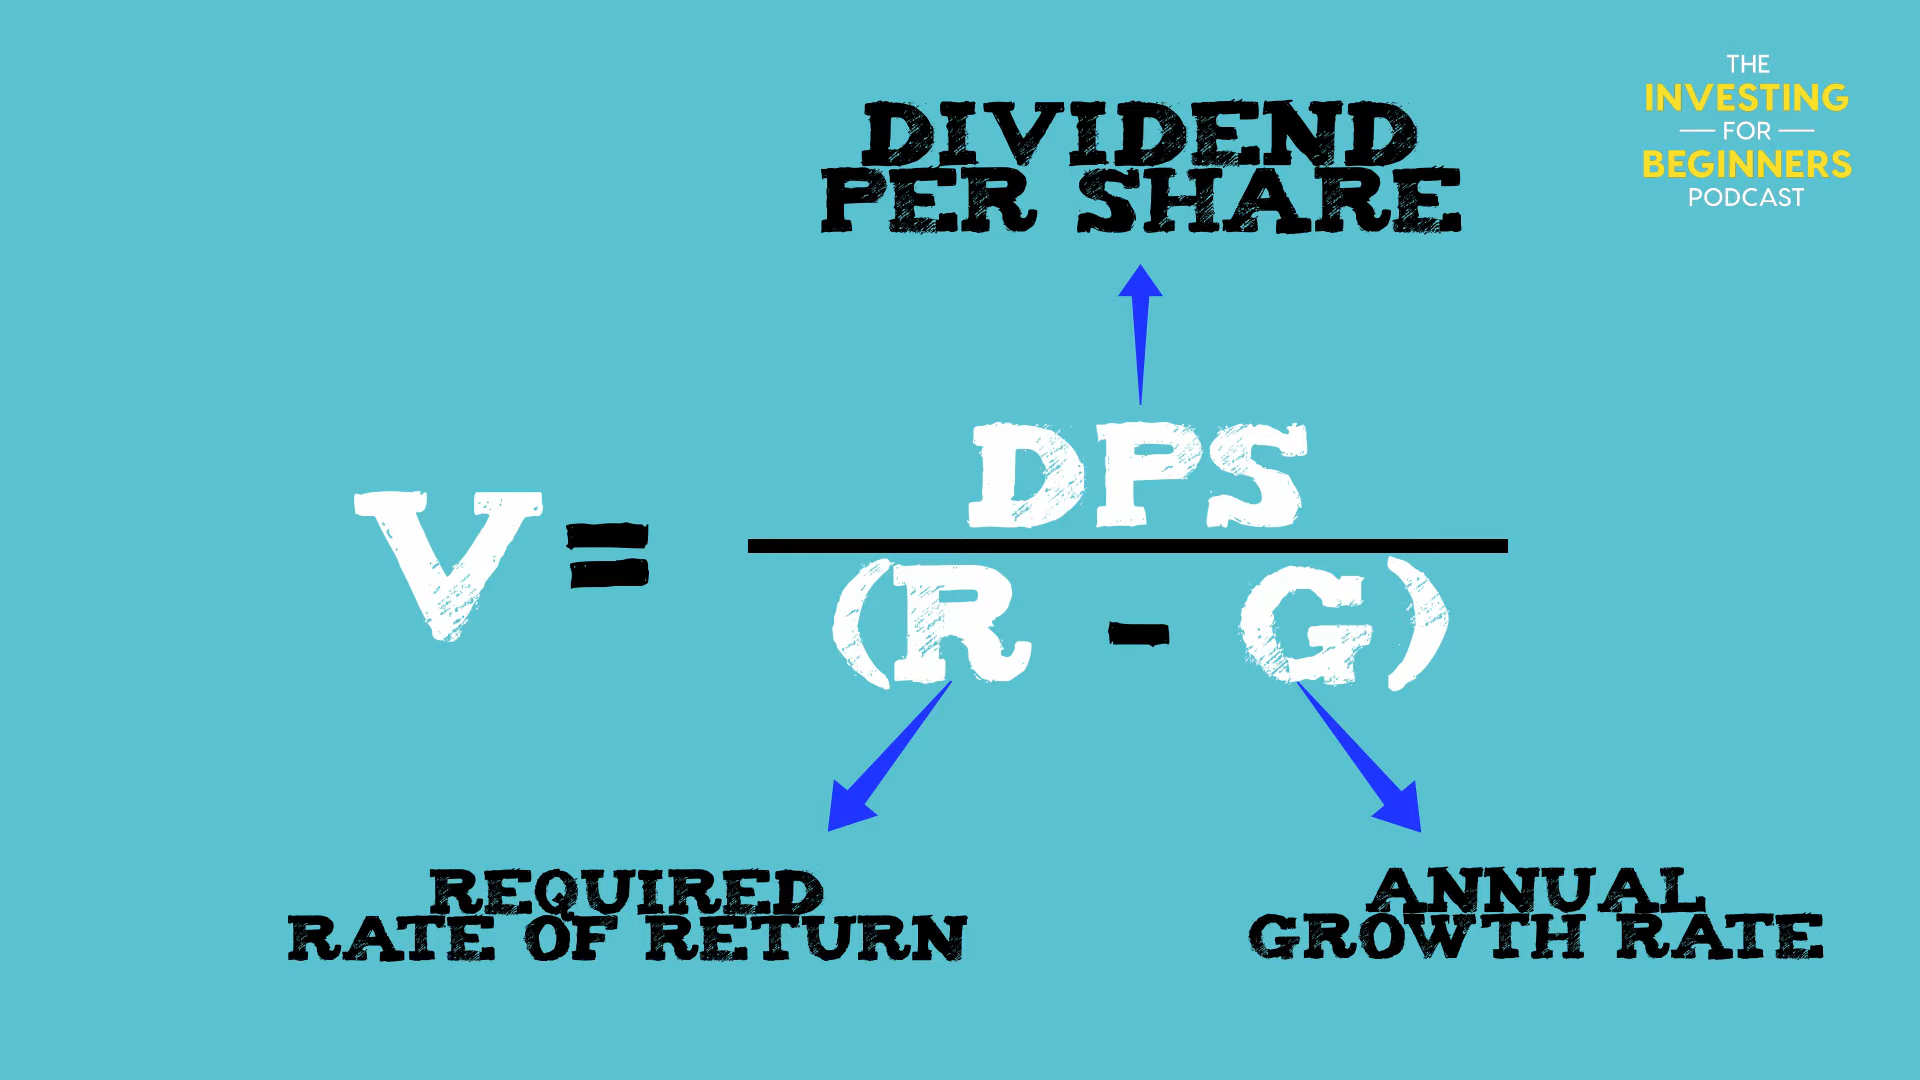 THE
INVESTING
FOR
BEGINNERS
PODCAST
DIVIDEND
PER SHARE
V = DPS
(R - G)
REQUIRED
RATE OF RETURN
ANNUAL
GROWTH RATE